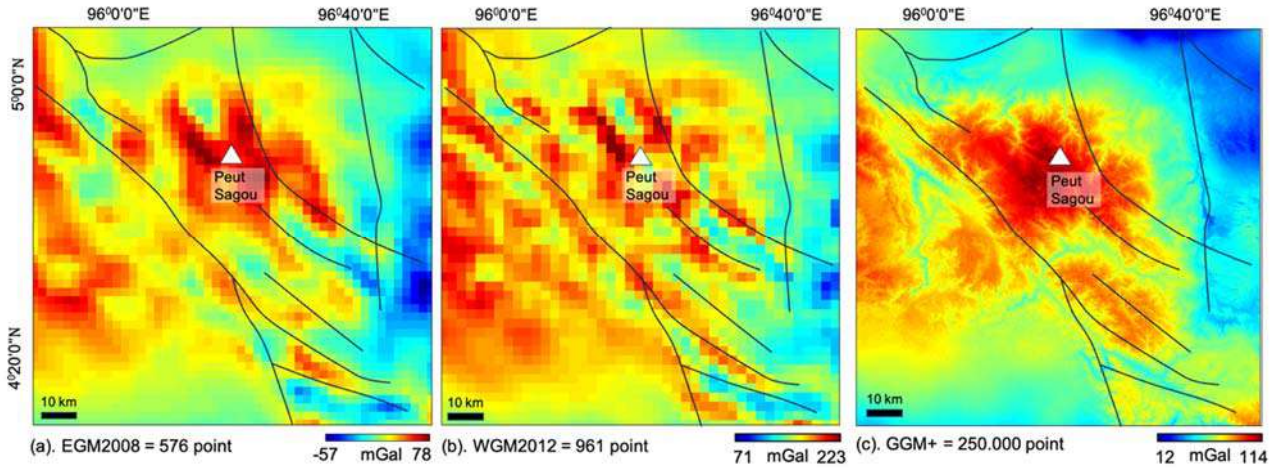 96⁰0'0"E
96⁰40'0"E
96⁰0'0"E
96⁰40'0"E
96⁰0'0"E
96⁰40'0"E
5⁰0'0"N
4⁰20'0"N
Peut
Sagou
Peut
Sagou
Peut
Sagou
10 km
10 km
10 km
(a). EGM2008 = 576 point
-57 mGal 78
(b). WGM2012 = 961 point
71 mGal 223
(c). GGM+ = 250.000 point
12 mGal 114